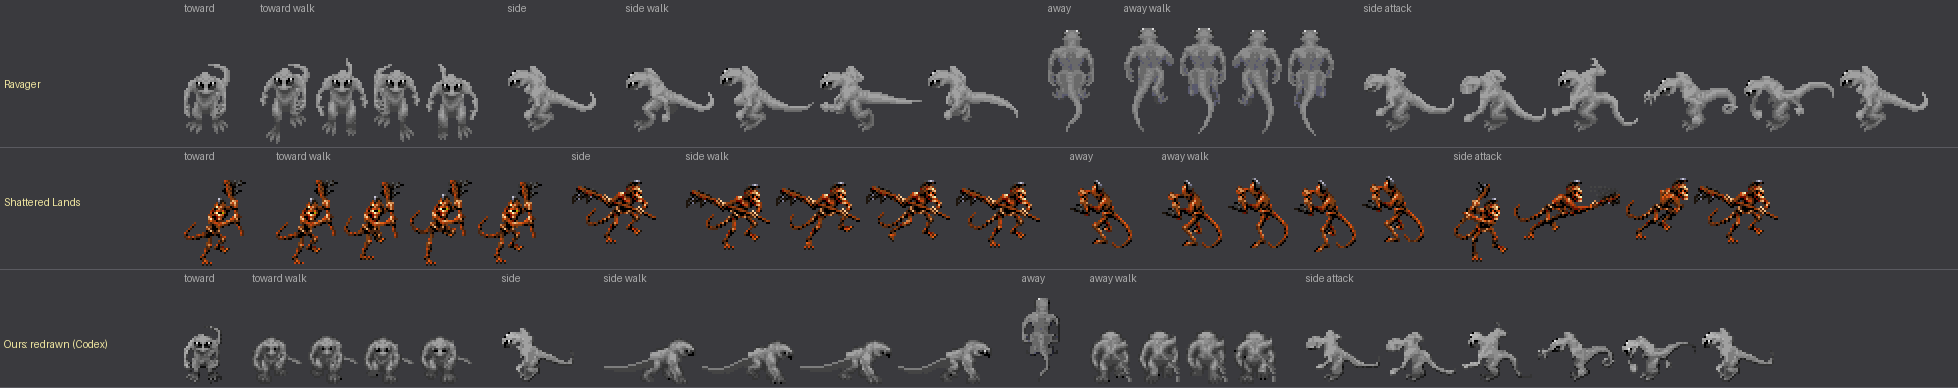 toward toward walk side side walk away away walk side attack
Ravager
toward toward walk side side walk away away walk side attack
Shattered Lands
toward toward walk side side walk away away walk side attack
Ours: redrawn (Codex)